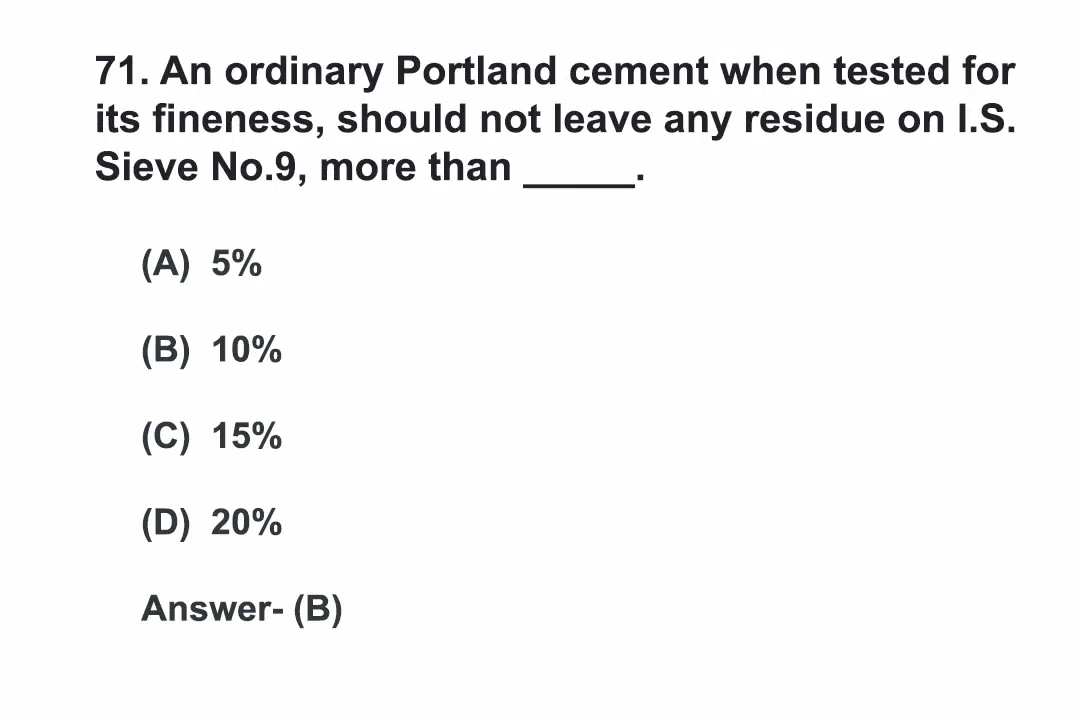 71. An ordinary Portland cement when tested for
its fineness, should not leave any residue on I.S.
Sieve No.9, more than _____.
(A) 5%
(B) 10%
(C) 15%
(D) 20%
Answer- (B)